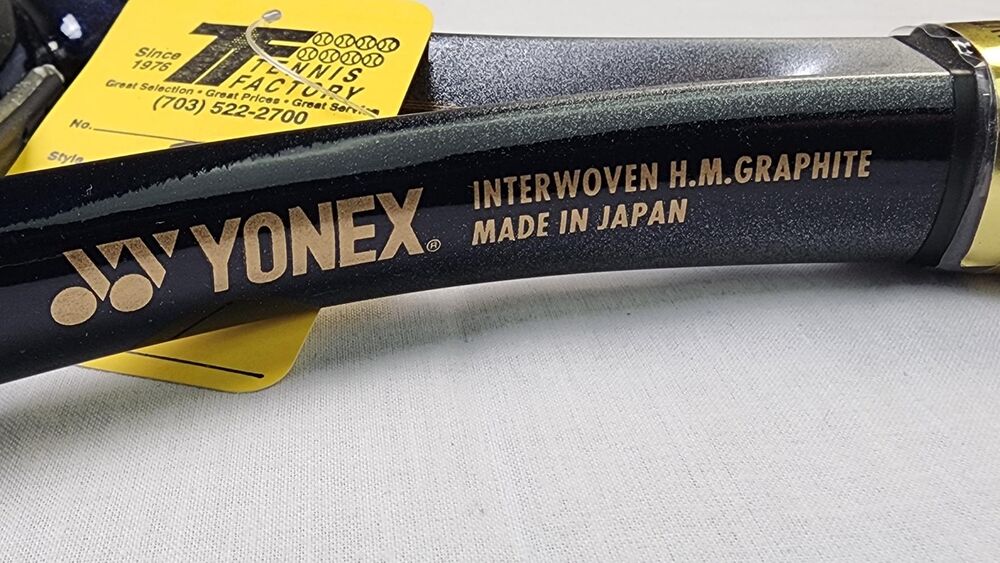 Since
1976
TF
TENNIS
FACTORY
Great Selection • Great Prices • Great Service
(703) 522-2700
No.
Style
YONEX®
INTERWOVEN H.M.GRAPHITE
MADE IN JAPAN